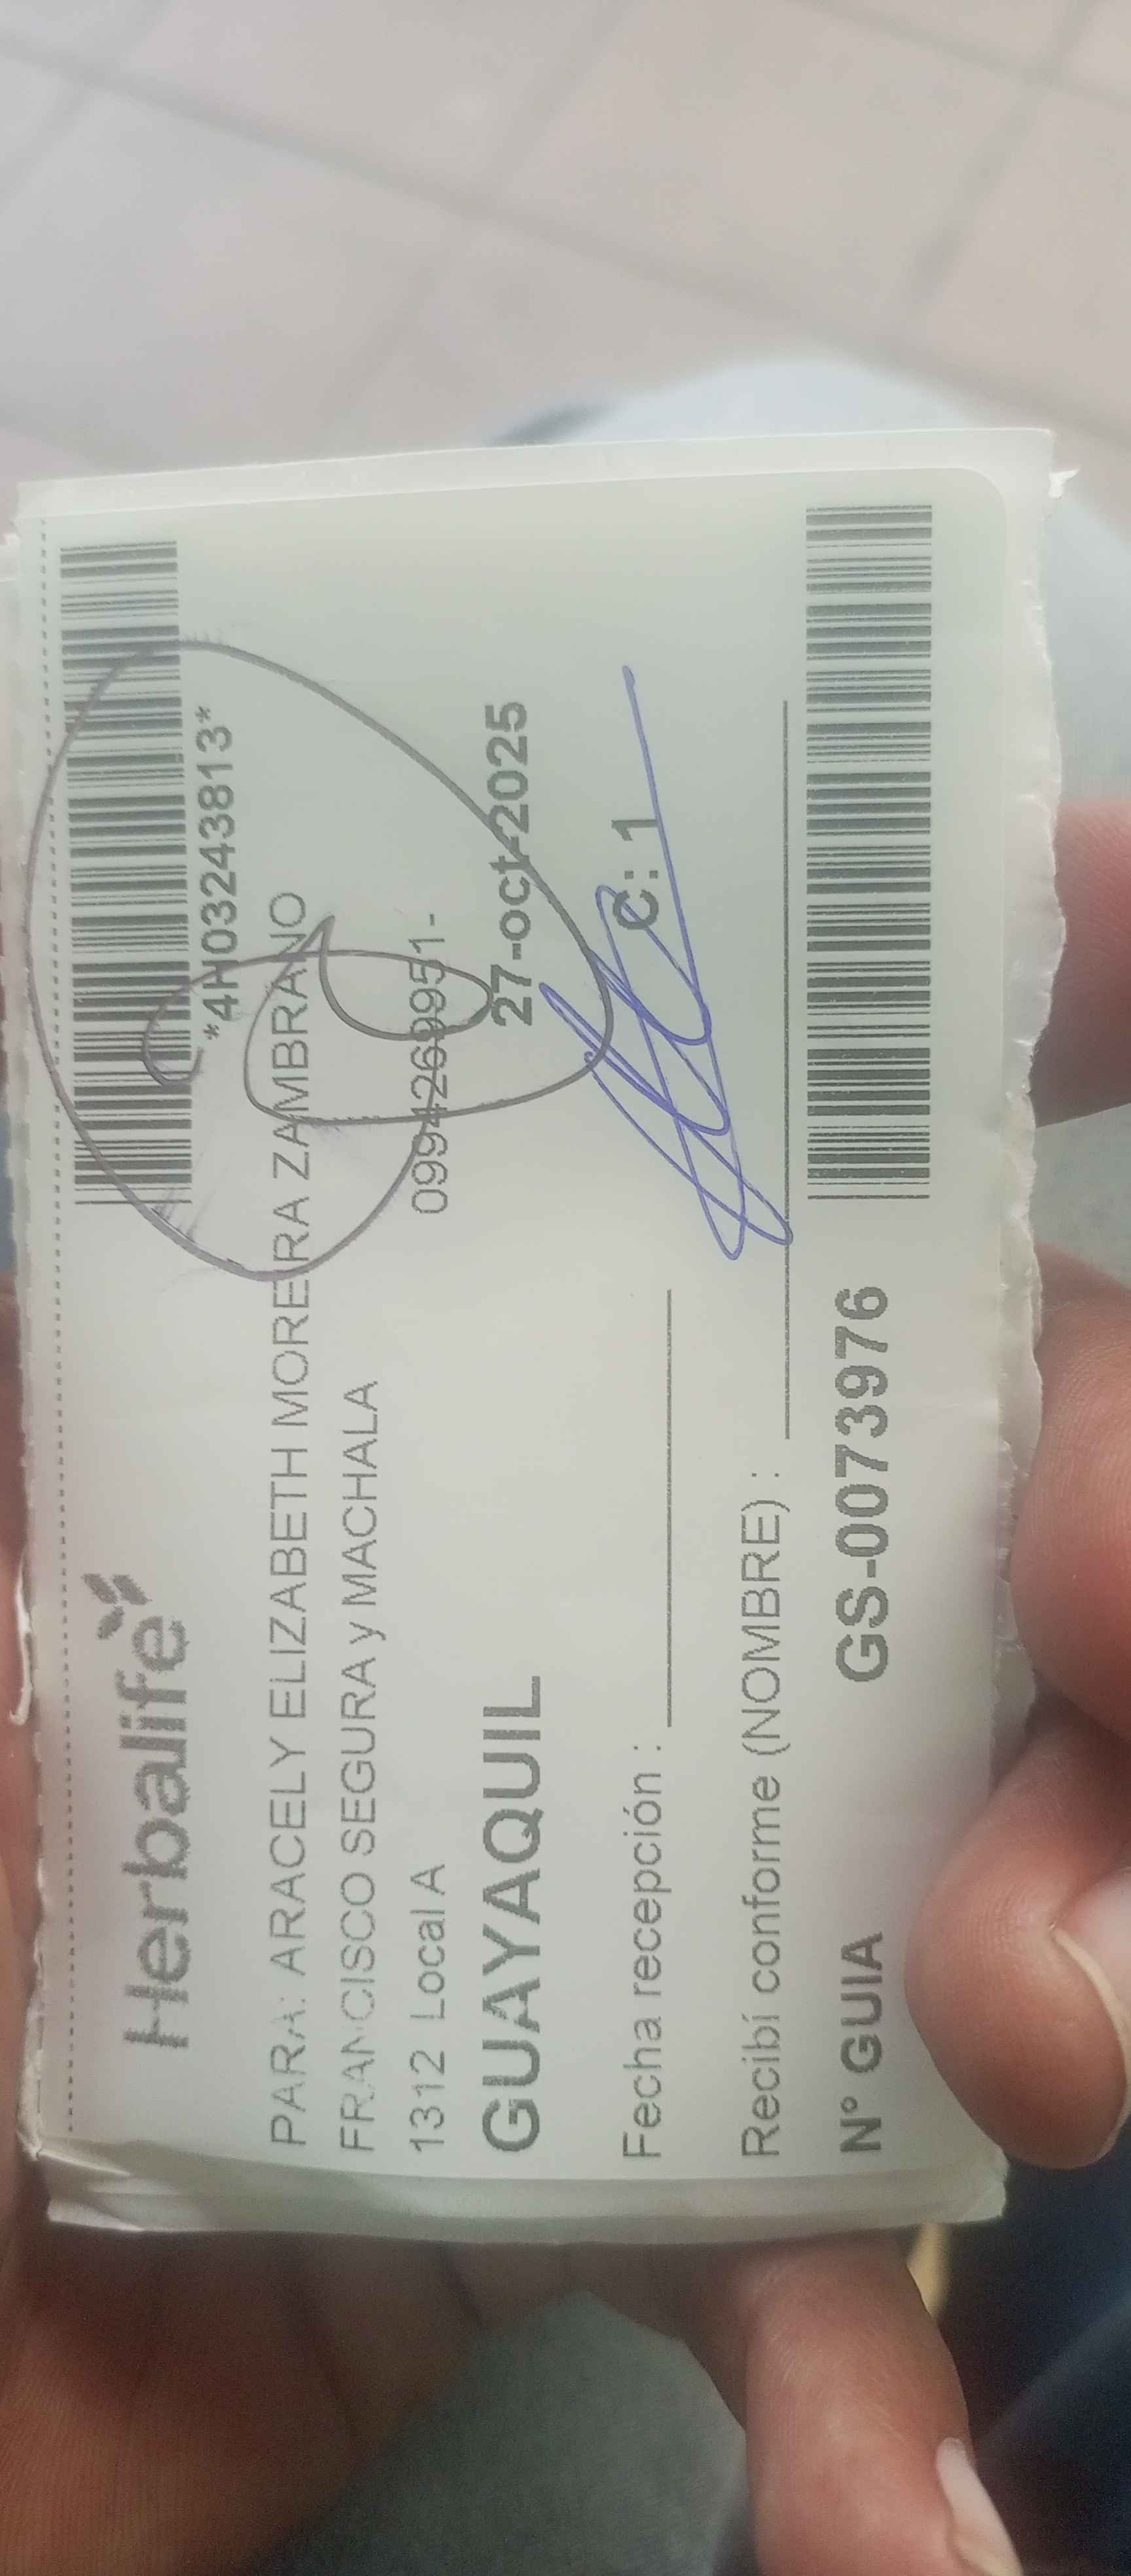 Herbalife
*4H03243813*
PARA: ARACELY ELIZABETH MOREIRA ZAMBRANO
FRANCISCO SEGURA y MACHALA
1312 Local A 0994269951-
GUAYAQUIL 27-oct-2025
Fecha recepción : C: 1
Recibí conforme (NOMBRE) :
N° GUIA GS-0073976